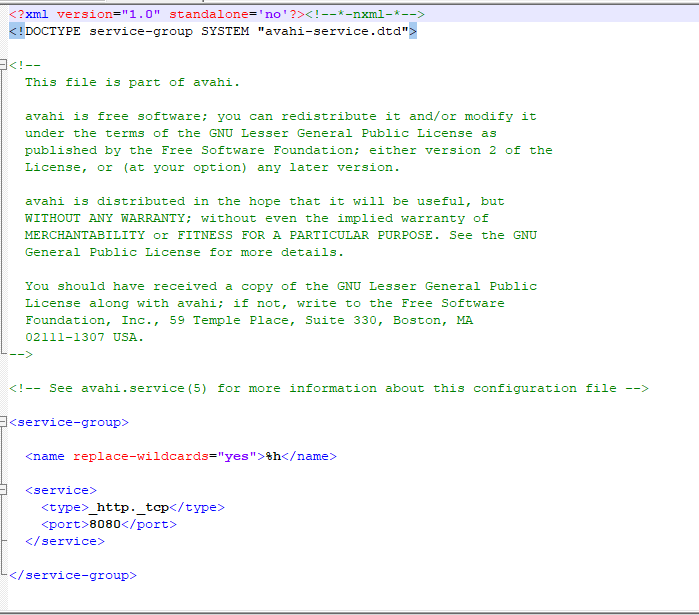 <?xml version="1.0" standalone='no'?><!--*-nxml-*-->
<!DOCTYPE service-group SYSTEM "avahi-service.dtd">
<!--
This file is part of avahi.
avahi is free software; you can redistribute it and/or modify it
under the terms of the GNU Lesser General Public License as
published by the Free Software Foundation; either version 2 of the
License, or (at your option) any later version.
avahi is distributed in the hope that it will be useful, but
WITHOUT ANY WARRANTY; without even the implied warranty of
MERCHANTABILITY or FITNESS FOR A PARTICULAR PURPOSE. See the GNU
General Public License for more details.
You should have received a copy of the GNU Lesser General Public
License along with avahi; if not, write to the Free Software
Foundation, Inc., 59 Temple Place, Suite 330, Boston, MA
02111-1307 USA.
-->
<!-- See avahi.service(5) for more information about this configuration file -->
<service-group>
<name replace-wildcards="yes">%h</name>
<service>
<type>_http._tcp</type>
<port>8080</port>
</service>
</service-group>